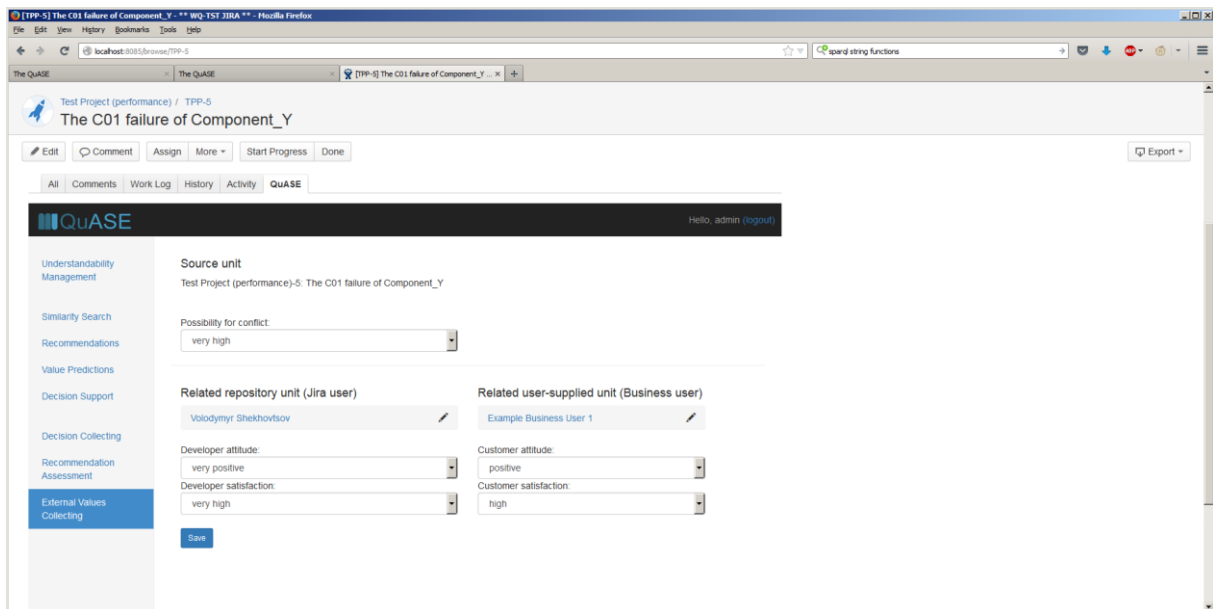 [TPP-5] The C01 failure of Component_Y - ** WQ-TST JIRA ** - Mozilla Firefox
File Edit View History Bookmarks Tools Help
localhost:8085/browse/TPP-5
sparql string functions
ABP
The QuASE
The QuASE
[TPP-5] The C01 failure of Component_Y ...
Test Project (performance) / TPP-5
The C01 failure of Component_Y
Edit Comment Assign More Start Progress Done Export
All Comments Work Log History Activity QuASE
QuASE
Hello, admin (logout)
Understandability
Management
Similarity Search
Recommendations
Value Predictions
Decision Support
Decision Collecting
Recommendation
Assessment
External Values
Collecting
Source unit
Test Project (performance)-5: The C01 failure of Component_Y
Possibility for conflict:
very high
Related repository unit (Jira user)
Volodymyr Shekhovtsov
Developer attitude:
very positive
Developer satisfaction:
very high
Related user-supplied unit (Business user)
Example Business User 1
Customer attitude:
positive
Customer satisfaction:
high
Save